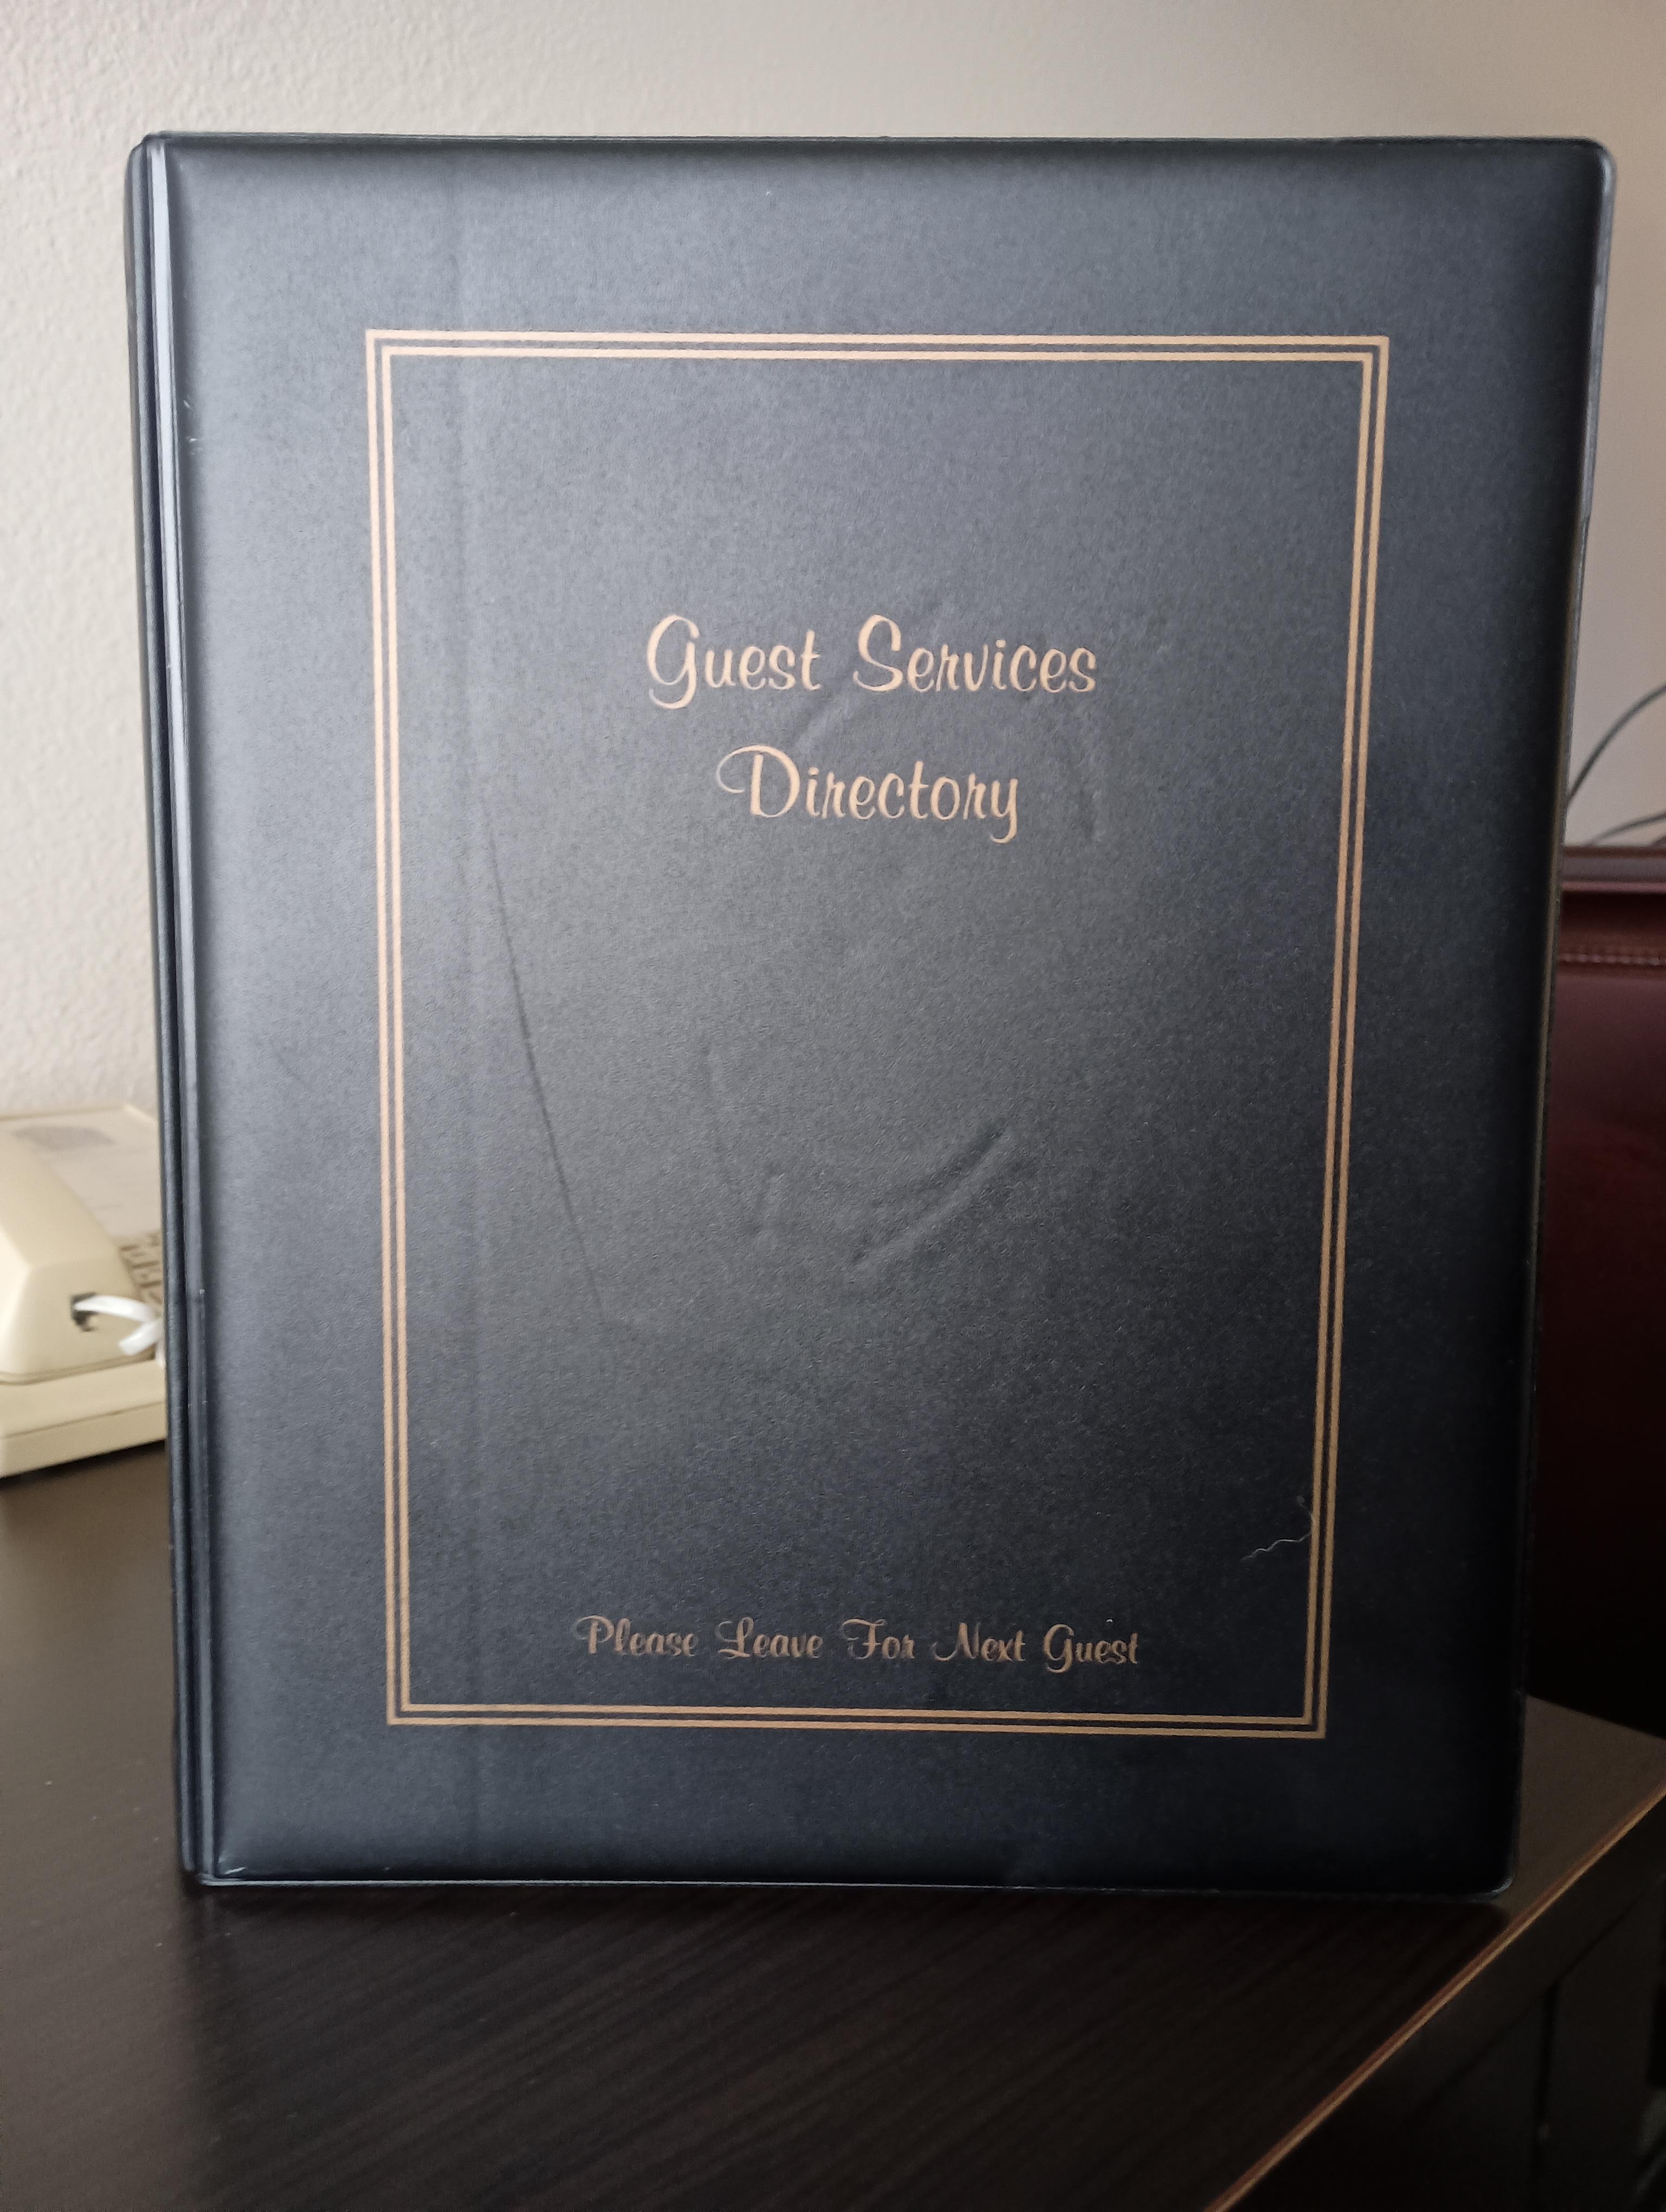 Guest Services
Directory
Please Leave For Next Guest